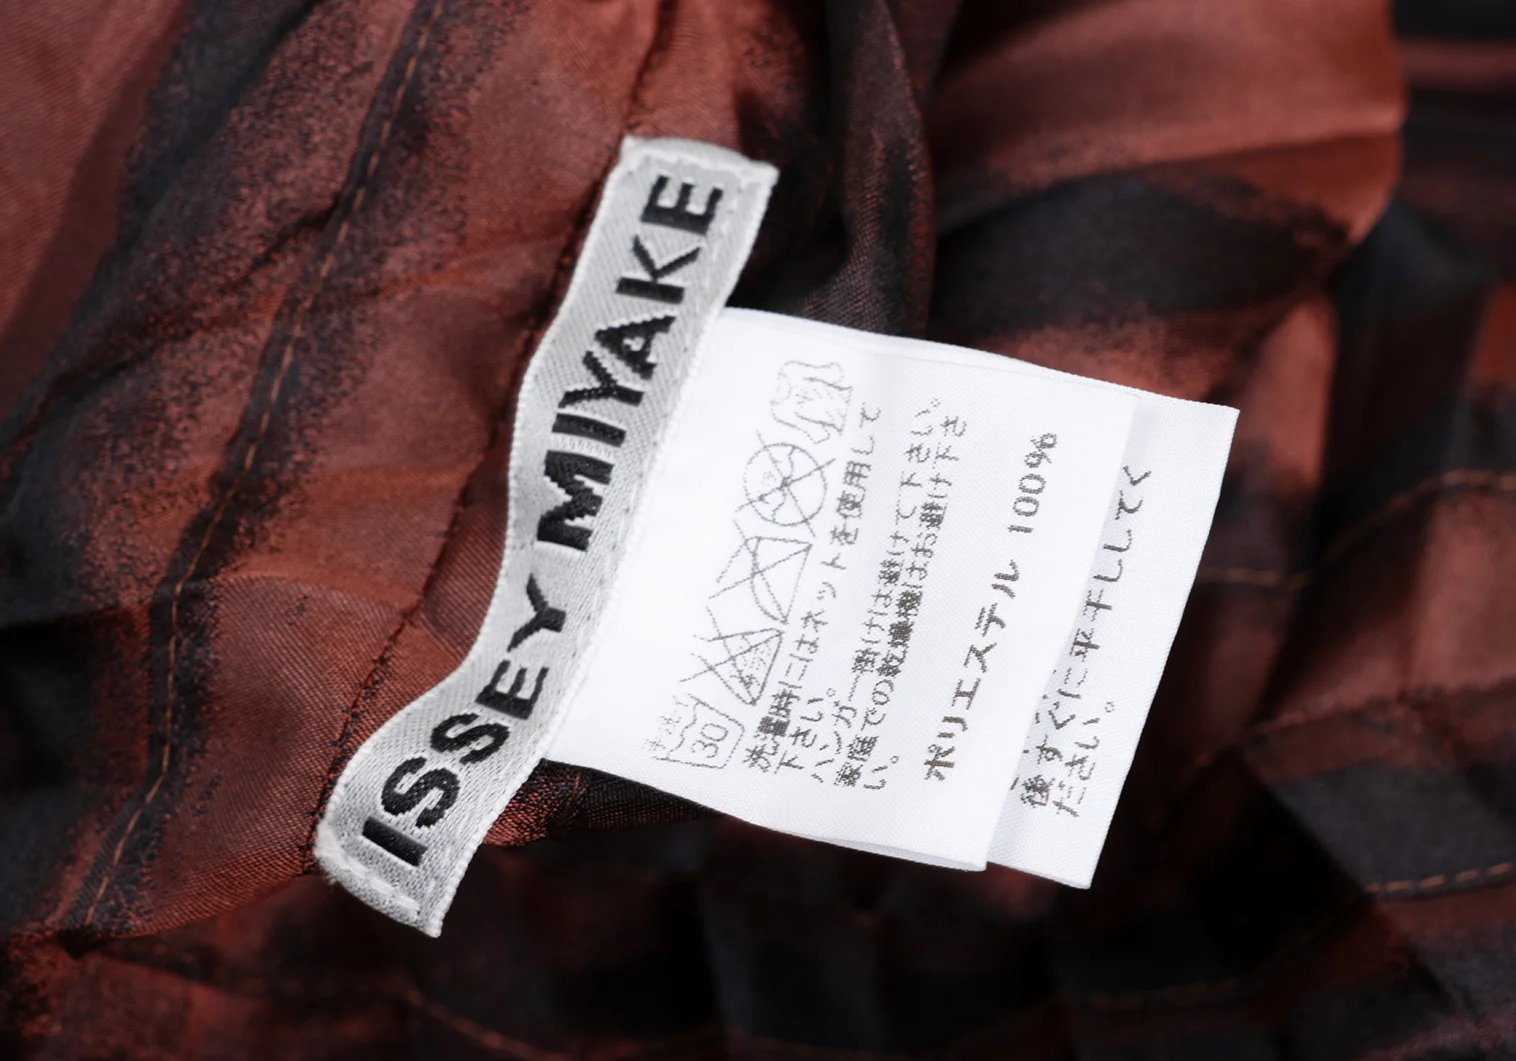 ISSEY MIYAKE
30
洗濯時にはネットを使用して
下さい。
ハンガー掛けは避けて下さい。
家庭での乾燥機はお避け下さ
い。
ポリエステル 100%
後すぐに平干ししてく
ださい。